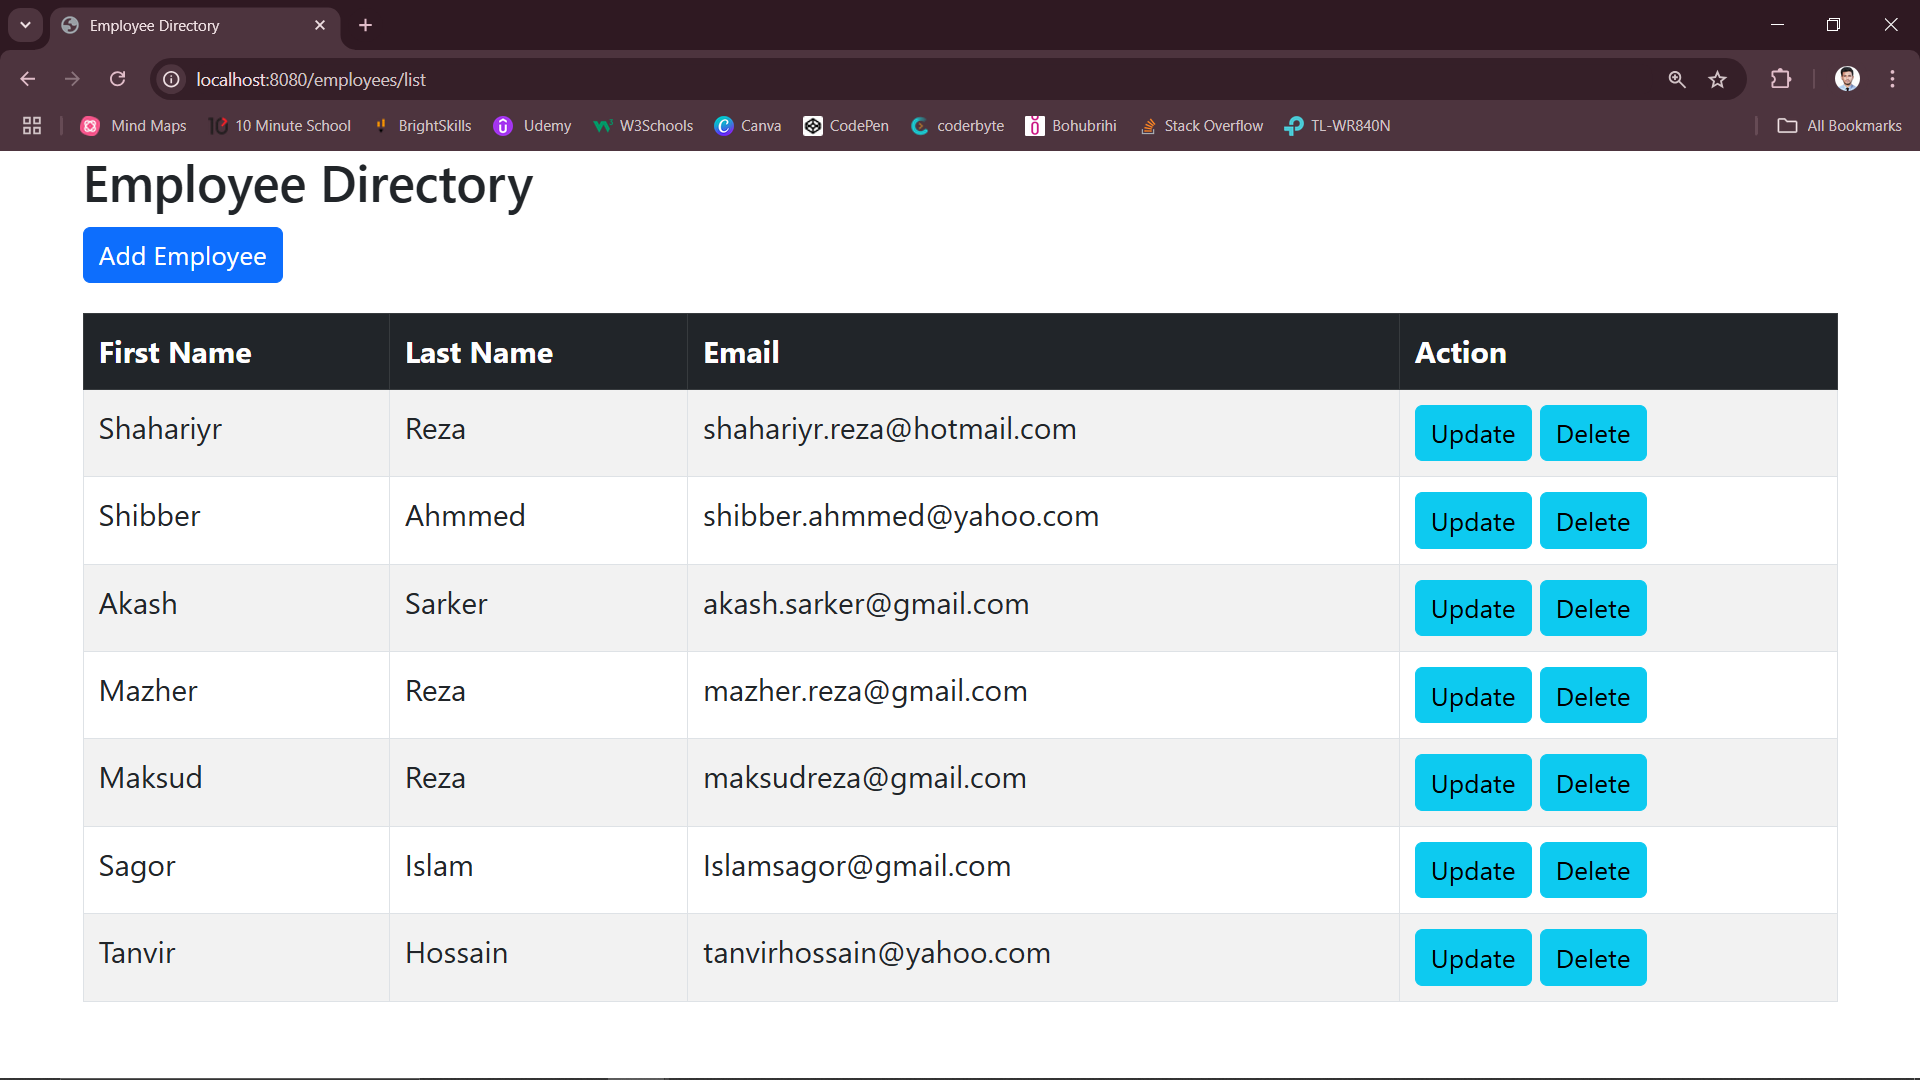 Employee Directory
localhost:8080/employees/list
Mind Maps 10 Minute School BrightSkills Udemy W3Schools Canva CodePen coderbyte Bohubrihi Stack Overflow TL-WR840N All Bookmarks
Employee Directory
Add Employee
First Name Last Name Email Action
Shahariyr Reza shahariyr.reza@hotmail.com Update Delete
Shibber Ahmmed shibber.ahmmed@yahoo.com Update Delete
Akash Sarker akash.sarker@gmail.com Update Delete
Mazher Reza mazher.reza@gmail.com Update Delete
Maksud Reza maksudreza@gmail.com Update Delete
Sagor Islam Islamsagor@gmail.com Update Delete
Tanvir Hossain tanvirhossain@yahoo.com Update Delete